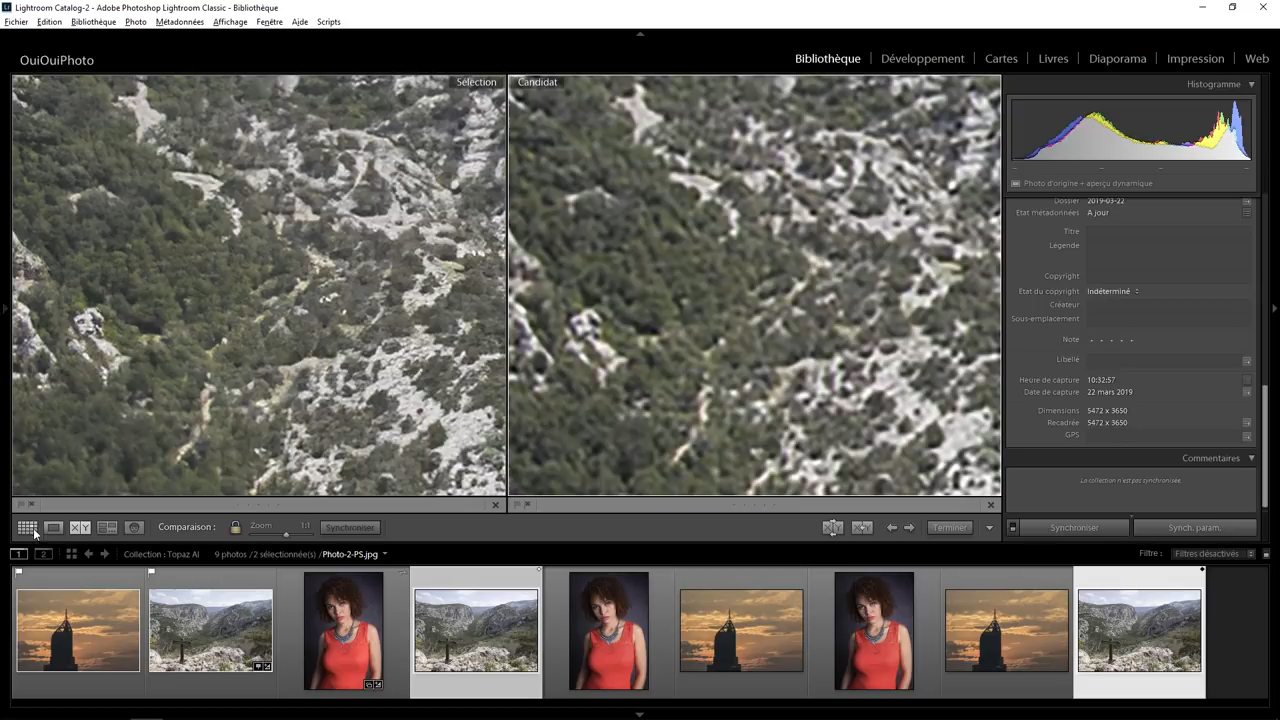 Lightroom Catalog-2 - Adobe Photoshop Lightroom Classic - Bibliothèque
Fichier Edition Bibliothèque Photo Métadonnées Affichage Fenêtre Aide Scripts
OuiOuiPhoto
Bibliothèque | Développement | Cartes | Livres | Diaporama | Impression | Web
Sélection
Candidat
Histogramme
Photo d'origine + aperçu dynamique
Dossier 2019-03-22
Etat métadonnées A jour
Titre
Légende
Copyright
Etat du copyright Indéterminé
Créateur
Sous-emplacement
Note
Libellé
Heure de capture 10:32:57
Date de capture 22 mars 2019
Dimensions 5472 x 3650
Recadrée 5472 x 3650
GPS
Commentaires
La collection n'est pas synchronisée.
Comparaison : Zoom 1:1 Synchroniser
Terminer
Synchroniser Synch. param.
1 2 Collection : Topaz AI 9 photos /2 sélectionnée(s) /Photo-2-PS.jpg
Filtre : Filtres désactivés